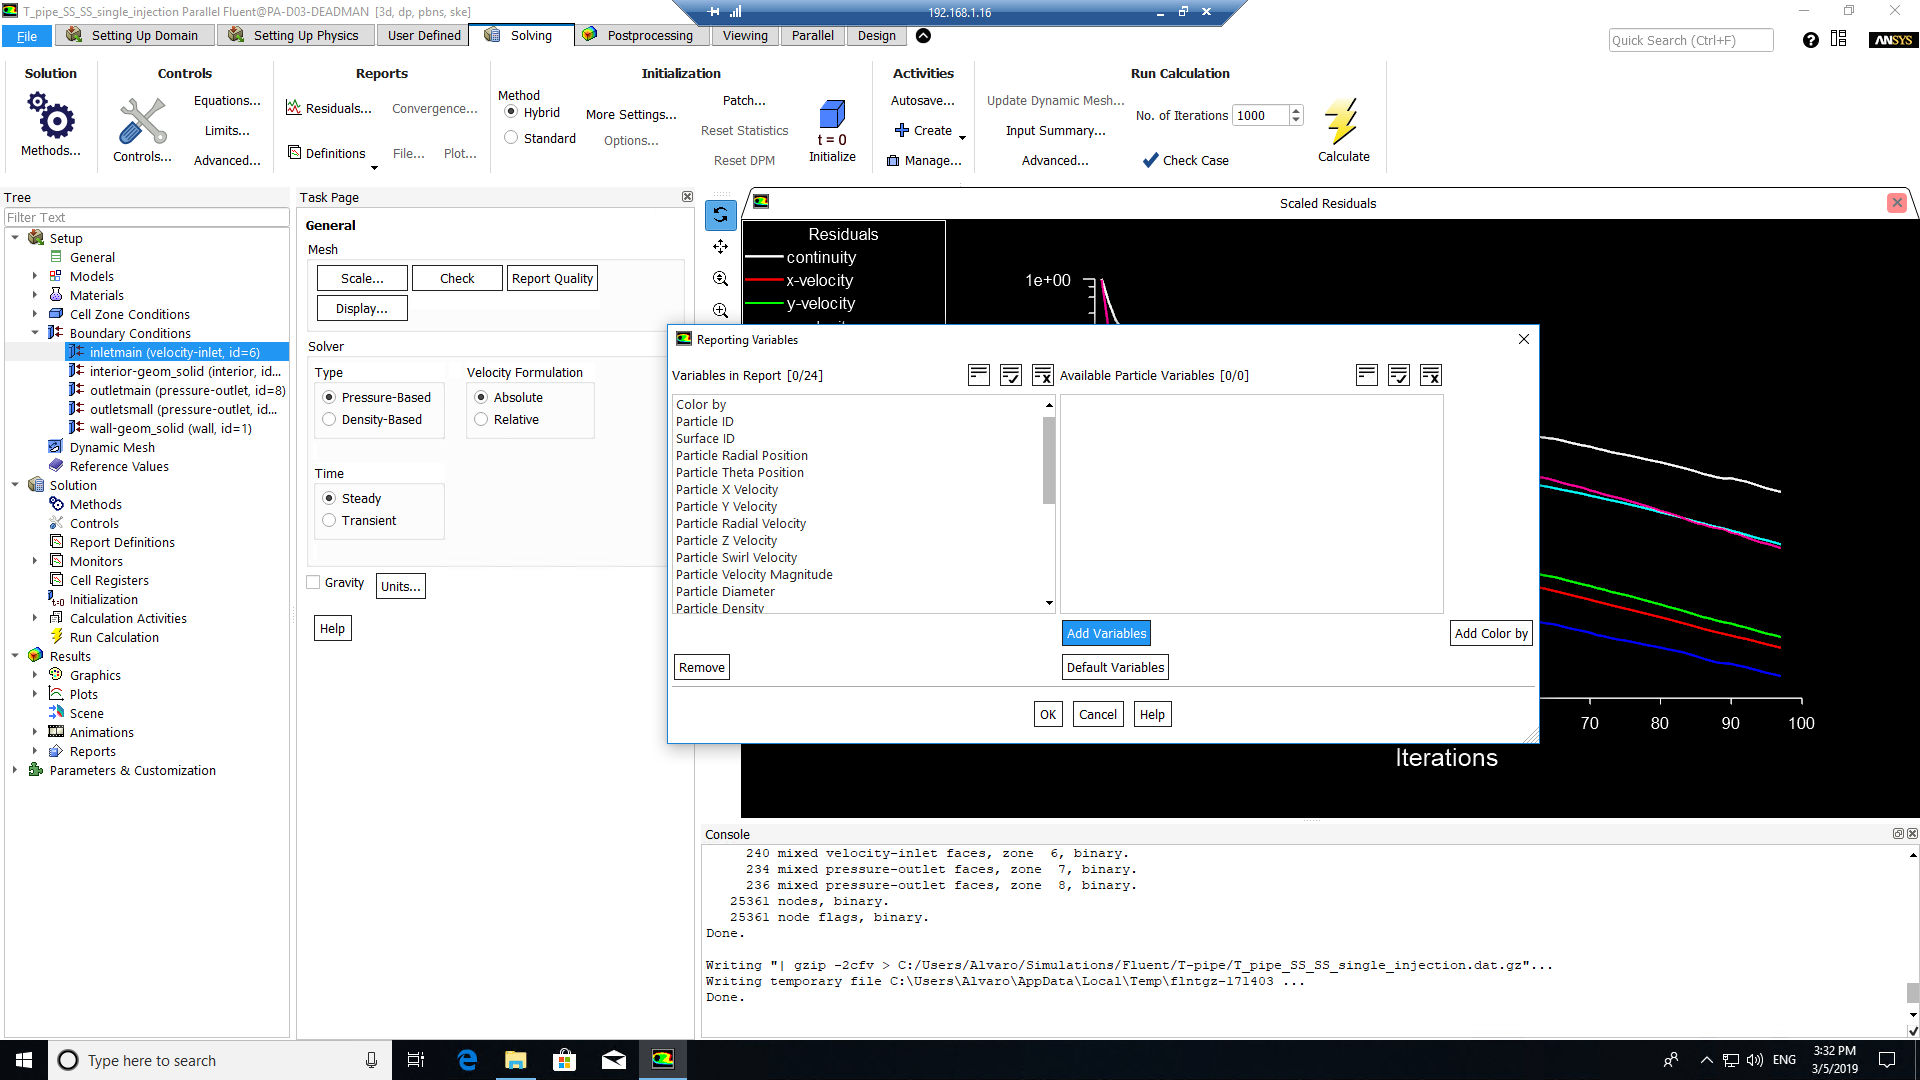 T_pipe_SS_SS_single_injection Parallel Fluent@PA-D03-DEADMAN [3d, dp, pbns, ske]
192.168.1.16
File
Setting Up Domain
Setting Up Physics
User Defined
Solving
Postprocessing
Viewing
Parallel
Design
Quick Search (Ctrl+F)
ANSYS
Solution
Methods...
Controls
Controls...
Equations...
Limits...
Advanced...
Reports
Residuals...
Convergence...
Definitions
File...
Plot...
Initialization
Method
Hybrid
Standard
More Settings...
Options...
Patch...
Reset Statistics
Reset DPM
t = 0
Initialize
Activities
Autosave...
Create
Manage...
Run Calculation
Update Dynamic Mesh...
Input Summary...
Advanced...
No. of Iterations 1000
Check Case
Calculate
Tree
Filter Text
Setup
General
Models
Materials
Cell Zone Conditions
Boundary Conditions
inletmain (velocity-inlet, id=6)
interior-geom_solid (interior, id...
outletmain (pressure-outlet, id=8)
outletsmall (pressure-outlet, id...
wall-geom_solid (wall, id=1)
Dynamic Mesh
Reference Values
Solution
Methods
Controls
Report Definitions
Monitors
Cell Registers
Initialization
Calculation Activities
Run Calculation
Results
Graphics
Plots
Scene
Animations
Reports
Parameters & Customization
Task Page
General
Mesh
Scale...
Check
Report Quality
Display...
Solver
Type
Pressure-Based
Density-Based
Velocity Formulation
Absolute
Relative
Time
Steady
Transient
Gravity
Units...
Help
Scaled Residuals
Residuals
continuity
x-velocity
y-velocity
1e+00
70
80
90
100
Iterations
Reporting Variables
Variables in Report [0/24]
Color by
Particle ID
Surface ID
Particle Radial Position
Particle Theta Position
Particle X Velocity
Particle Y Velocity
Particle Radial Velocity
Particle Z Velocity
Particle Swirl Velocity
Particle Velocity Magnitude
Particle Diameter
Particle Density
Available Particle Variables [0/0]
Add Variables
Add Color by
Remove
Default Variables
OK
Cancel
Help
Console
240 mixed velocity-inlet faces, zone  6, binary.
234 mixed pressure-outlet faces, zone  7, binary.
236 mixed pressure-outlet faces, zone  8, binary.
25361 nodes, binary.
25361 node flags, binary.
Done.
Writing "| gzip -2cfv > C:/Users/Alvaro/Simulations/Fluent/T-pipe/T_pipe_SS_SS_single_injection.dat.gz"...
Writing temporary file C:\Users\Alvaro\AppData\Local\Temp\flntgz-171403 ...
Done.
Type here to search
ENG
3:32 PM
3/5/2019